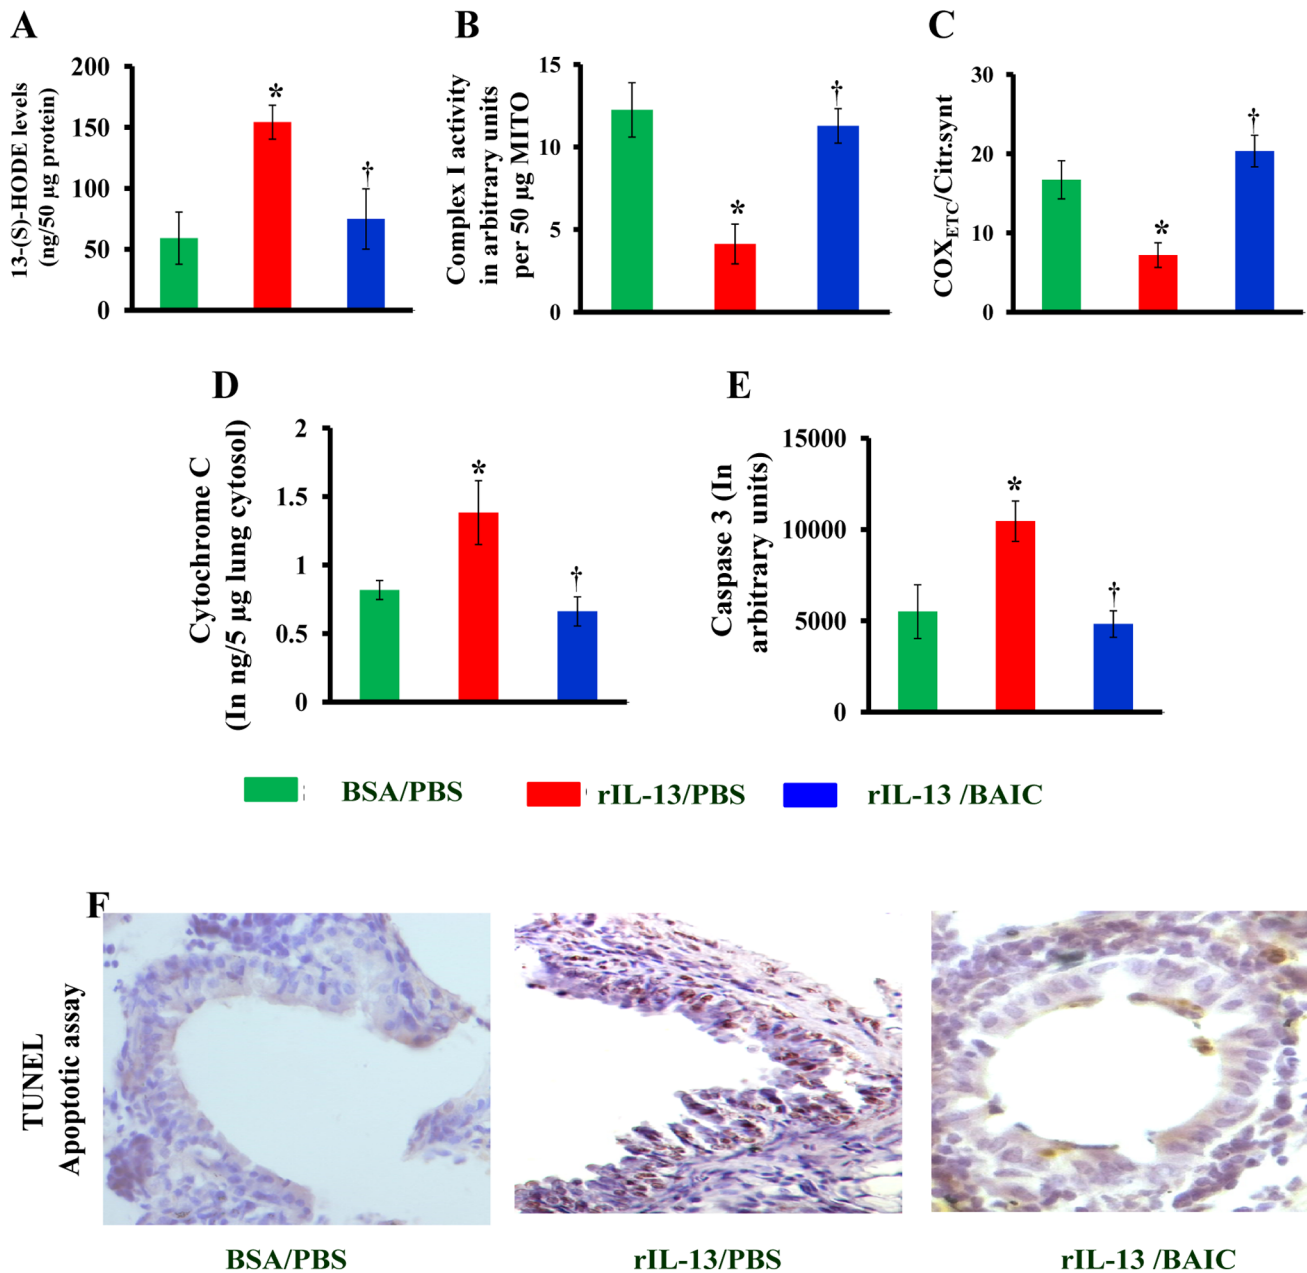 A
13-(S)-HODE levels
(ng/50 µg protein)
200
150
100
50
0
*
†
B
Complex I activity
in arbitrary units
per 50 µg MITO
15
10
5
0
*
†
C
COX_ETC/Citr.synt
30
20
10
0
*
†
D
Cytochrome C
(In ng/5 µg lung cytosol)
2
1.5
1
0.5
0
*
†
E
Caspase 3 (In
arbitrary units)
15000
10000
5000
0
*
†
BSA/PBS
rIL-13/PBS
rIL-13 /BAIC
F
TUNEL
Apoptotic assay
BSA/PBS
rIL-13/PBS
rIL-13 /BAIC